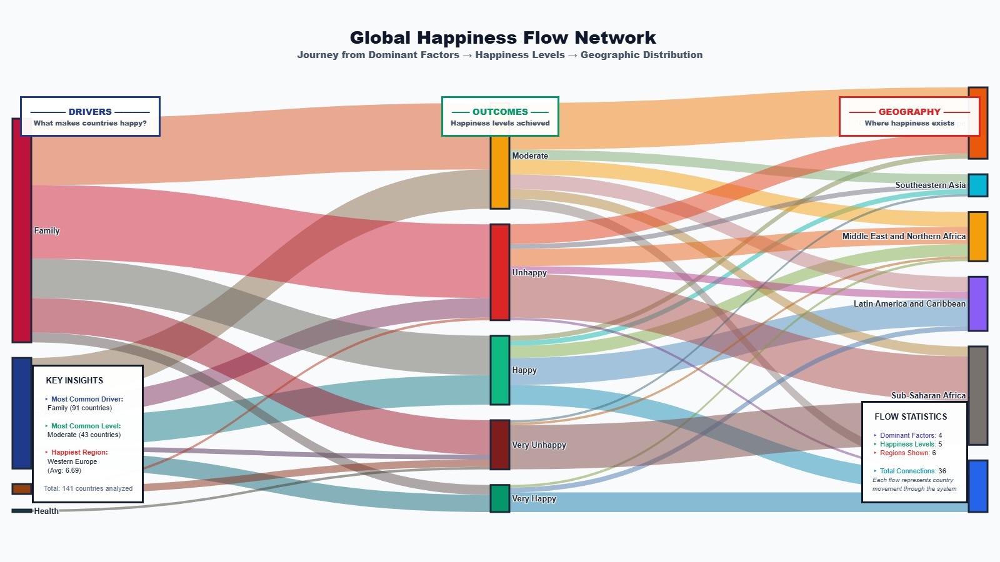 Global Happiness Flow Network
Journey from Dominant Factors → Happiness Levels → Geographic Distribution
DRIVERS
What makes countries happy?
OUTCOMES
Happiness levels achieved
GEOGRAPHY
Where happiness exists
Family
Health
Moderate
Unhappy
Happy
Very Unhappy
Very Happy
Southeastern Asia
Middle East and Northern Africa
Latin America and Caribbean
Sub-Saharan Africa
KEY INSIGHTS
‣ Most Common Driver:
Family (91 countries)
‣ Most Common Level:
Moderate (43 countries)
‣ Happiest Region:
Western Europe
(Avg: 6.69)
Total: 141 countries analyzed
FLOW STATISTICS
‣ Dominant Factors: 4
‣ Happiness Levels: 5
‣ Regions Shown: 6
‣ Total Connections: 36
Each flow represents country
movement through the system